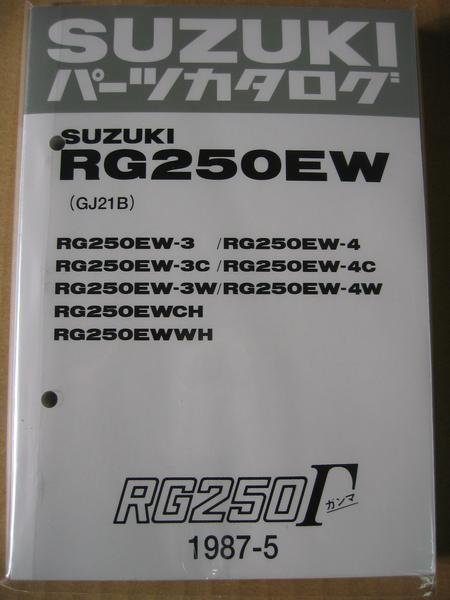 SUZUKI
パーツカタログ
SUZUKI
RG250EW
(GJ21B)
RG250EW-3 /RG250EW-4
RG250EW-3C /RG250EW-4C
RG250EW-3W/RG250EW-4W
RG250EWCH
RG250EWWH
RG250Γ ガンマ
1987-5